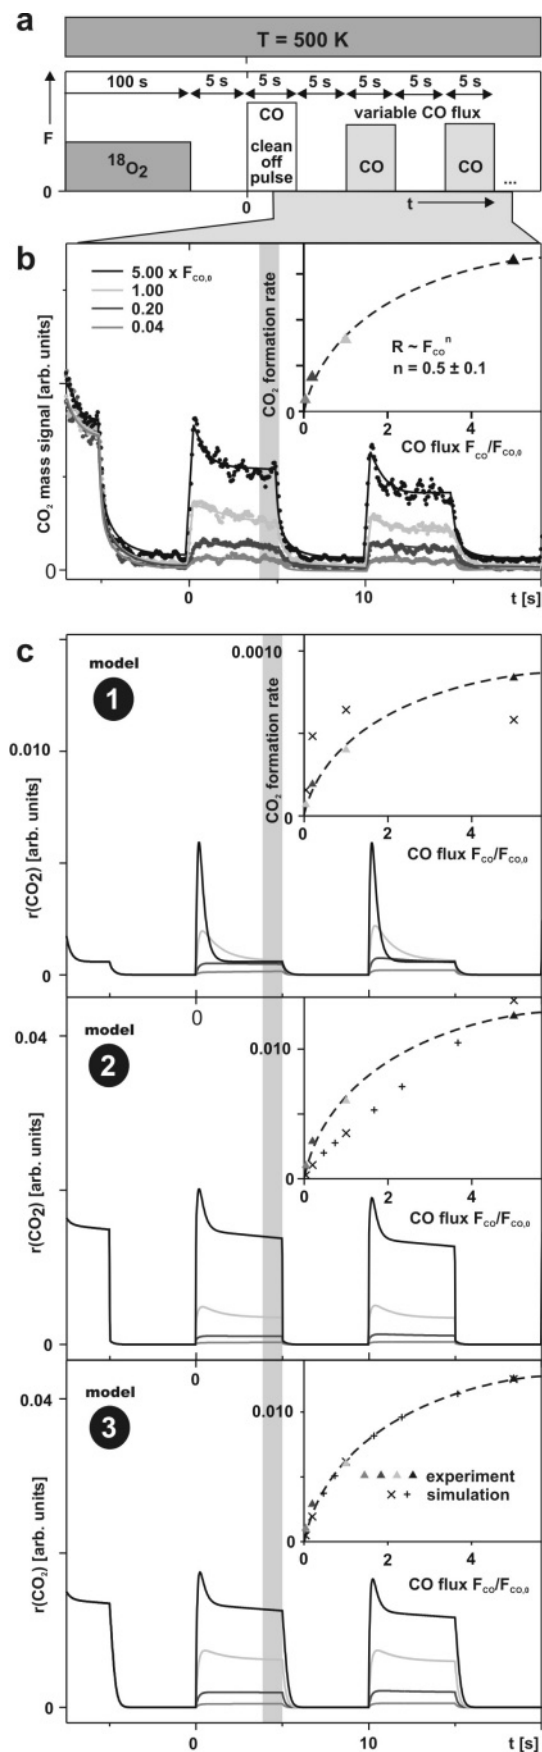 a
T = 500 K
100 s 5 s 5 s 5 s 5 s 5 s 5 s
F
CO
variable CO flux
18O2
clean
off
pulse
CO
CO
...
0
0
t
b
5.00 x FCO,0
1.00
0.20
0.04
CO2 mass signal [arb. units]
CO2 formation rate
R ~ FCO^n
n = 0.5 ± 0.1
0
0 2 4
CO flux FCO/FCO,0
0
0 10 t [s]
c
model
1
0.010
r(CO2) [arb. units]
0
0.0010
CO2 formation rate
0
0 2 4
CO flux FCO/FCO,0
0
model
2
0.04
r(CO2) [arb. units]
0
0.010
0
0 2 4
CO flux FCO/FCO,0
0
model
3
0.04
r(CO2) [arb. units]
0
0.010
experiment
simulation
0
0 2 4
CO flux FCO/FCO,0
0 10 t [s]